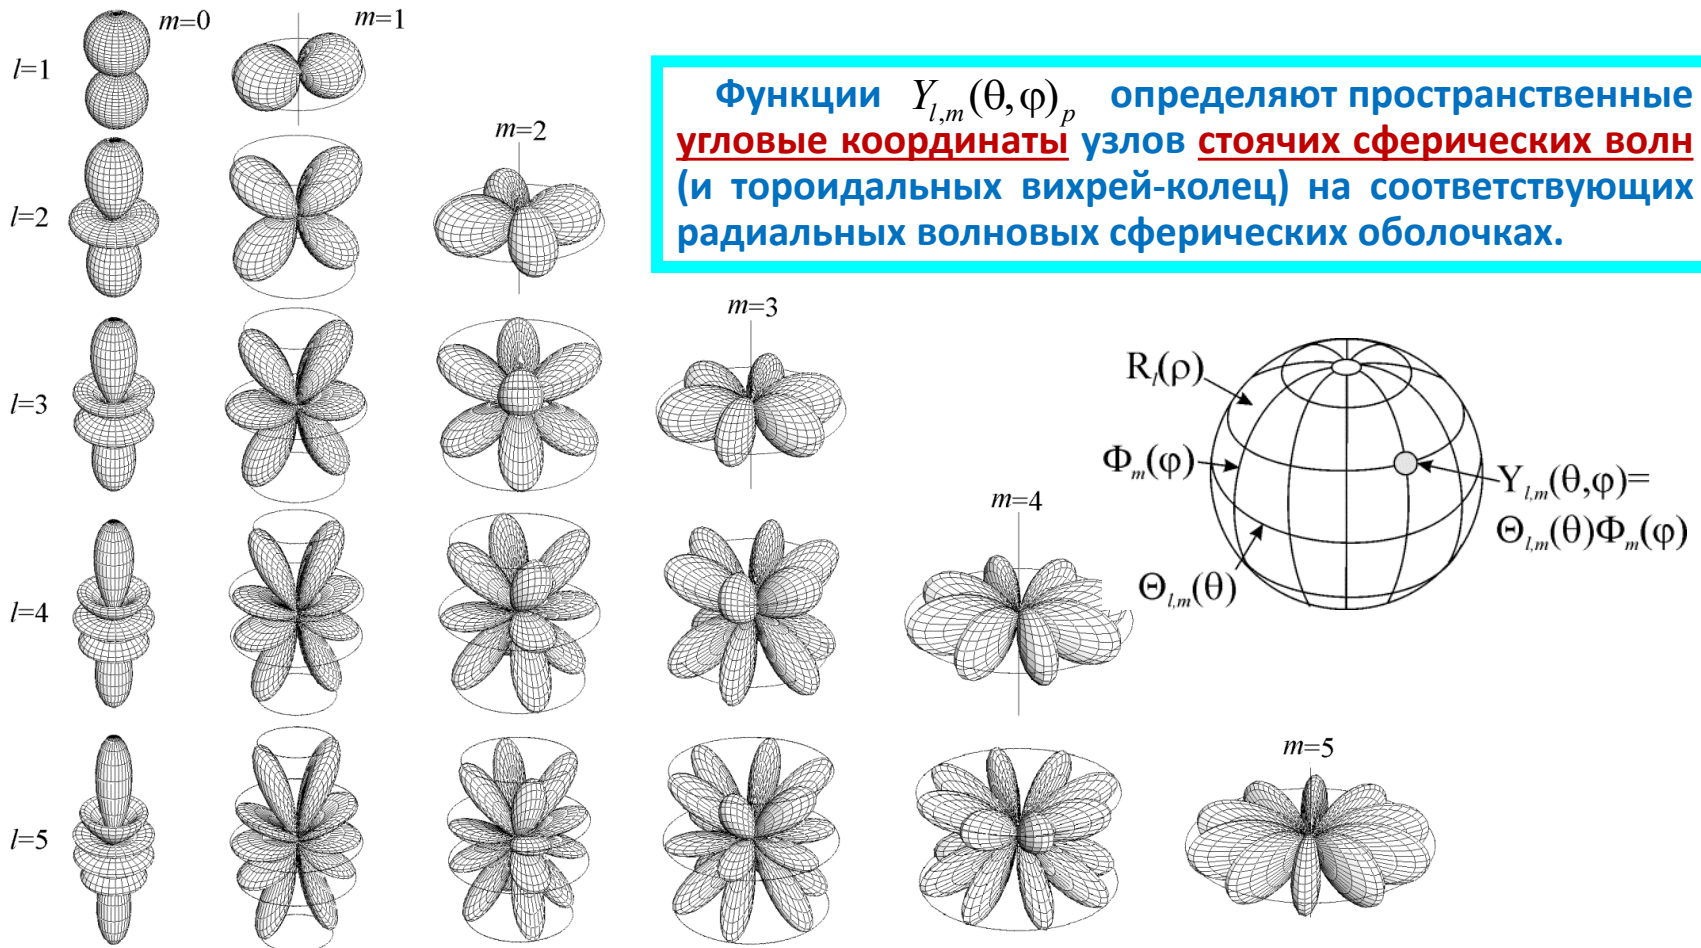 m=0
m=1
l=1
Функции Y_{l,m}(θ,φ)_p определяют пространственные
угловые координаты узлов стоячих сферических волн
(и тороидальных вихрей-колец) на соответствующих
радиальных волновых сферических оболочках.
m=2
l=2
m=3
l=3
R_l(ρ)
Φ_m(φ)
Y_{l,m}(θ,φ)=
Θ_{l,m}(θ)Φ_m(φ)
Θ_{l,m}(θ)
m=4
l=4
m=5
l=5